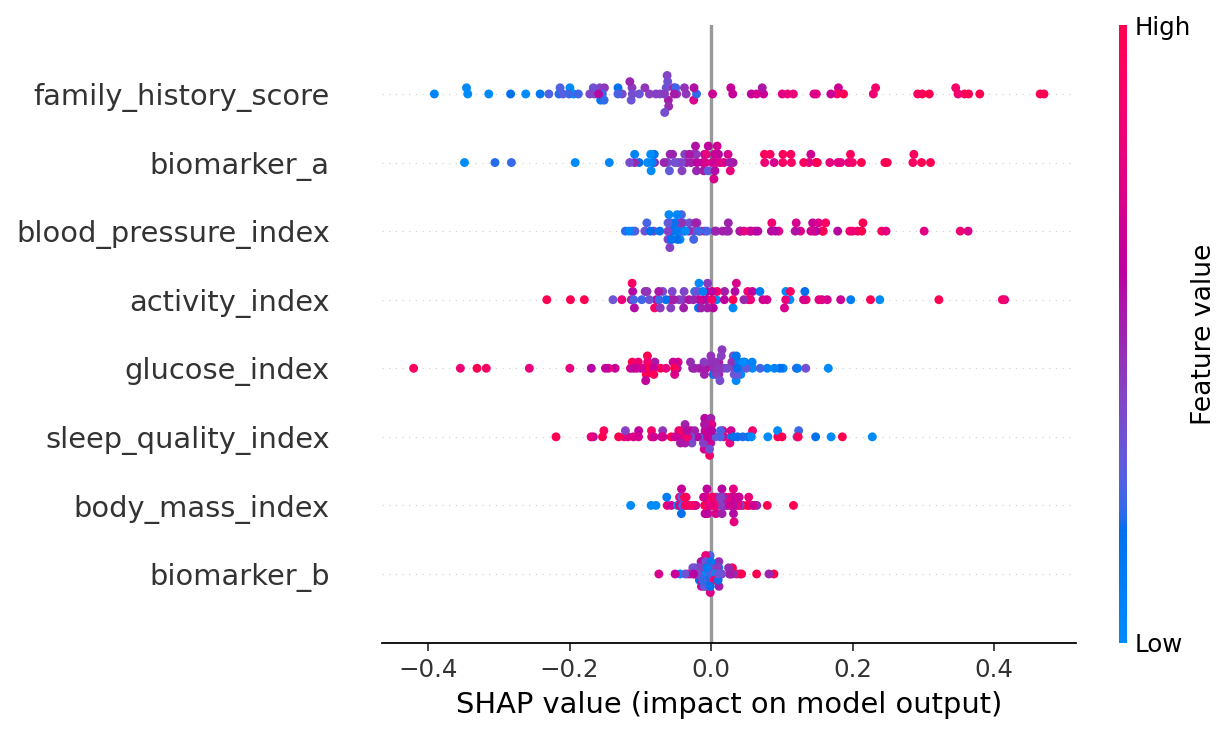 High
family_history_score
biomarker_a
blood_pressure_index
activity_index
glucose_index
sleep_quality_index
body_mass_index
biomarker_b
Feature value
Low
−0.4 −0.2 0.0 0.2 0.4
SHAP value (impact on model output)